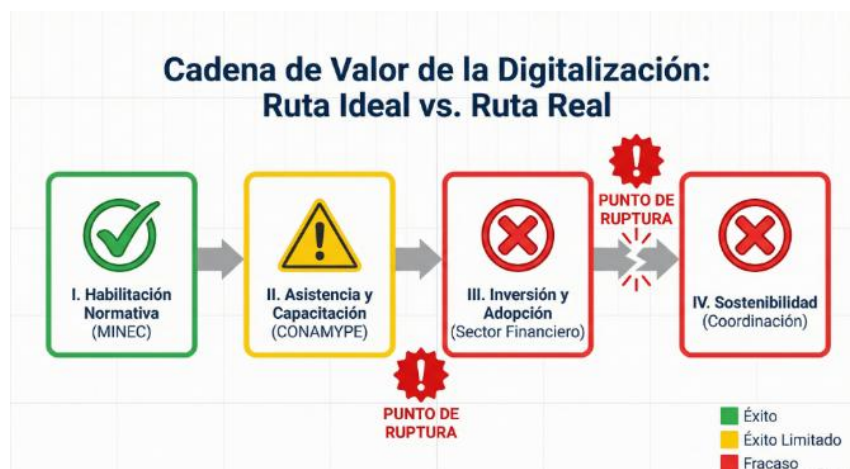 Cadena de Valor de la Digitalización:
Ruta Ideal vs. Ruta Real
I. Habilitación
Normativa
(MINEC)
II. Asistencia y
Capacitación
(CONAMYPE)
PUNTO DE
RUPTURA
III. Inversión y
Adopción
(Sector Financiero)
PUNTO DE
RUPTURA
IV. Sostenibilidad
(Coordinación)
Éxito
Éxito Limitado
Fracaso